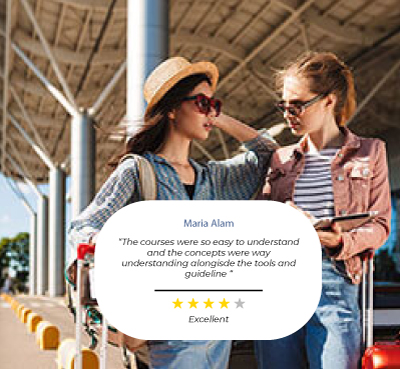 Maria Alam
"The courses were so easy to understand
and the concepts were way
understanding alongisde the tools and
guideline "
Excellent